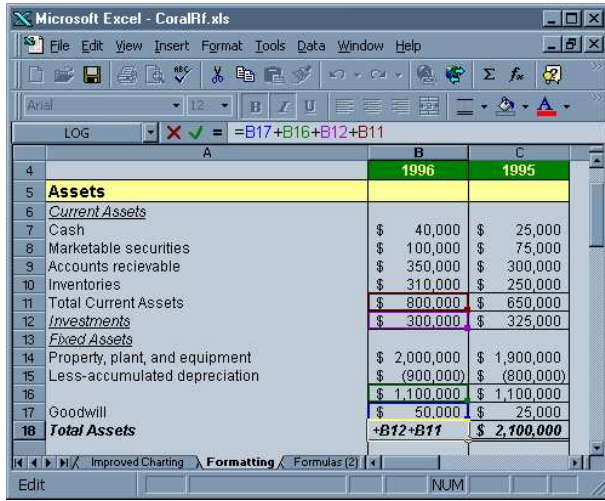 Microsoft Excel - CoralRf.xls
File Edit View Insert Format Tools Data Window Help
ABC Σ fx
Arial 12 B I U A
LOG = =B17+B16+B12+B11
A B C
4 1996 1995
5 Assets
6 Current Assets
7 Cash $ 40,000 $ 25,000
8 Marketable securities $ 100,000 $ 75,000
9 Accounts recievable $ 350,000 $ 300,000
10 Inventories $ 310,000 $ 250,000
11 Total Current Assets $ 800,000 $ 650,000
12 Investments $ 300,000 $ 325,000
13 Fixed Assets
14 Property, plant, and equipment $ 2,000,000 $ 1,900,000
15 Less-accumulated depreciation $ (900,000) $ (800,000)
16 $ 1,100,000 $ 1,100,000
17 Goodwill $ 50,000 $ 25,000
18 Total Assets +B12+B11 $ 2,100,000
Improved Charting Formatting Formulas (2)
Edit NUM